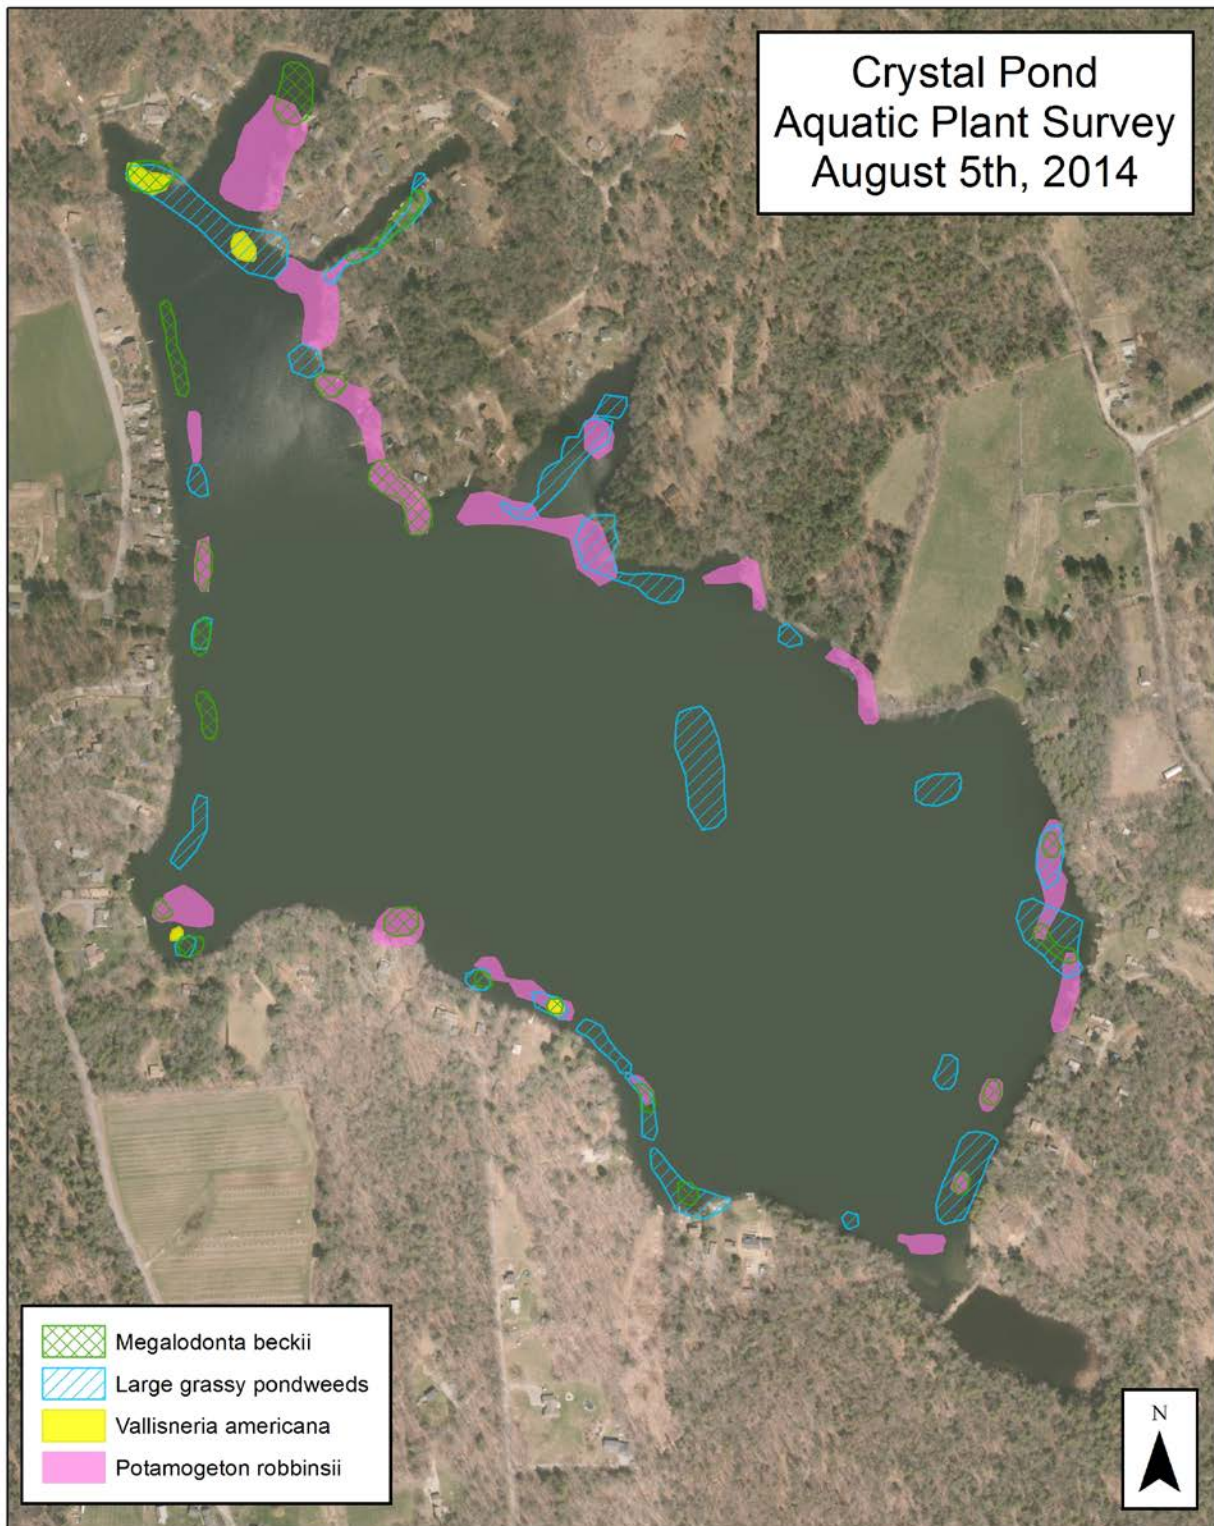 Crystal Pond
Aquatic Plant Survey
August 5th, 2014
Megalodonta beckii
Large grassy pondweeds
Vallisneria americana
Potamogeton robbinsii
N